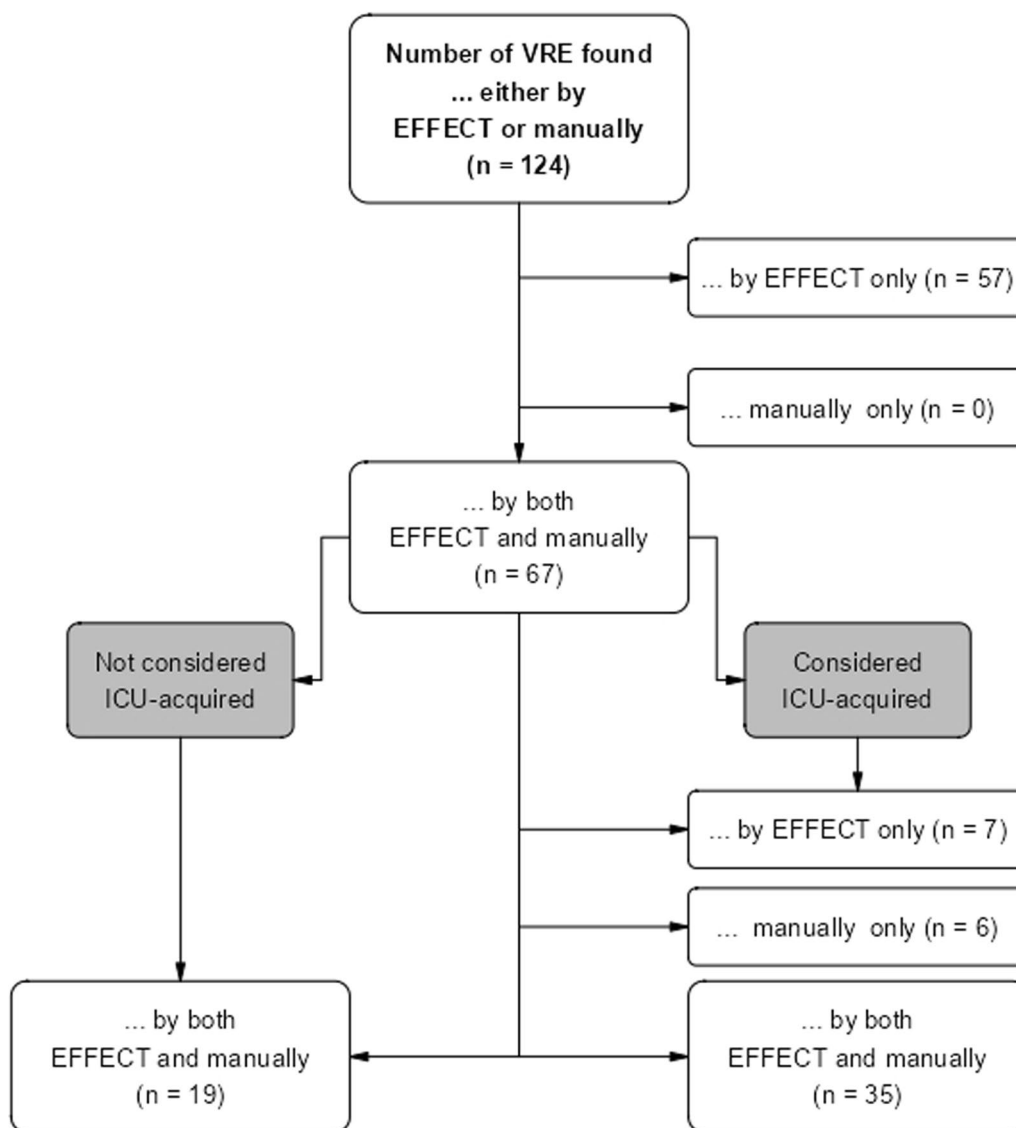 Number of VRE found
... either by
EFFECT or manually
(n = 124)
... by EFFECT only (n = 57)
... manually only (n = 0)
... by both
EFFECT and manually
(n = 67)
Not considered
ICU-acquired
Considered
ICU-acquired
... by EFFECT only (n = 7)
... manually only (n = 6)
... by both
EFFECT and manually
(n = 19)
... by both
EFFECT and manually
(n = 35)